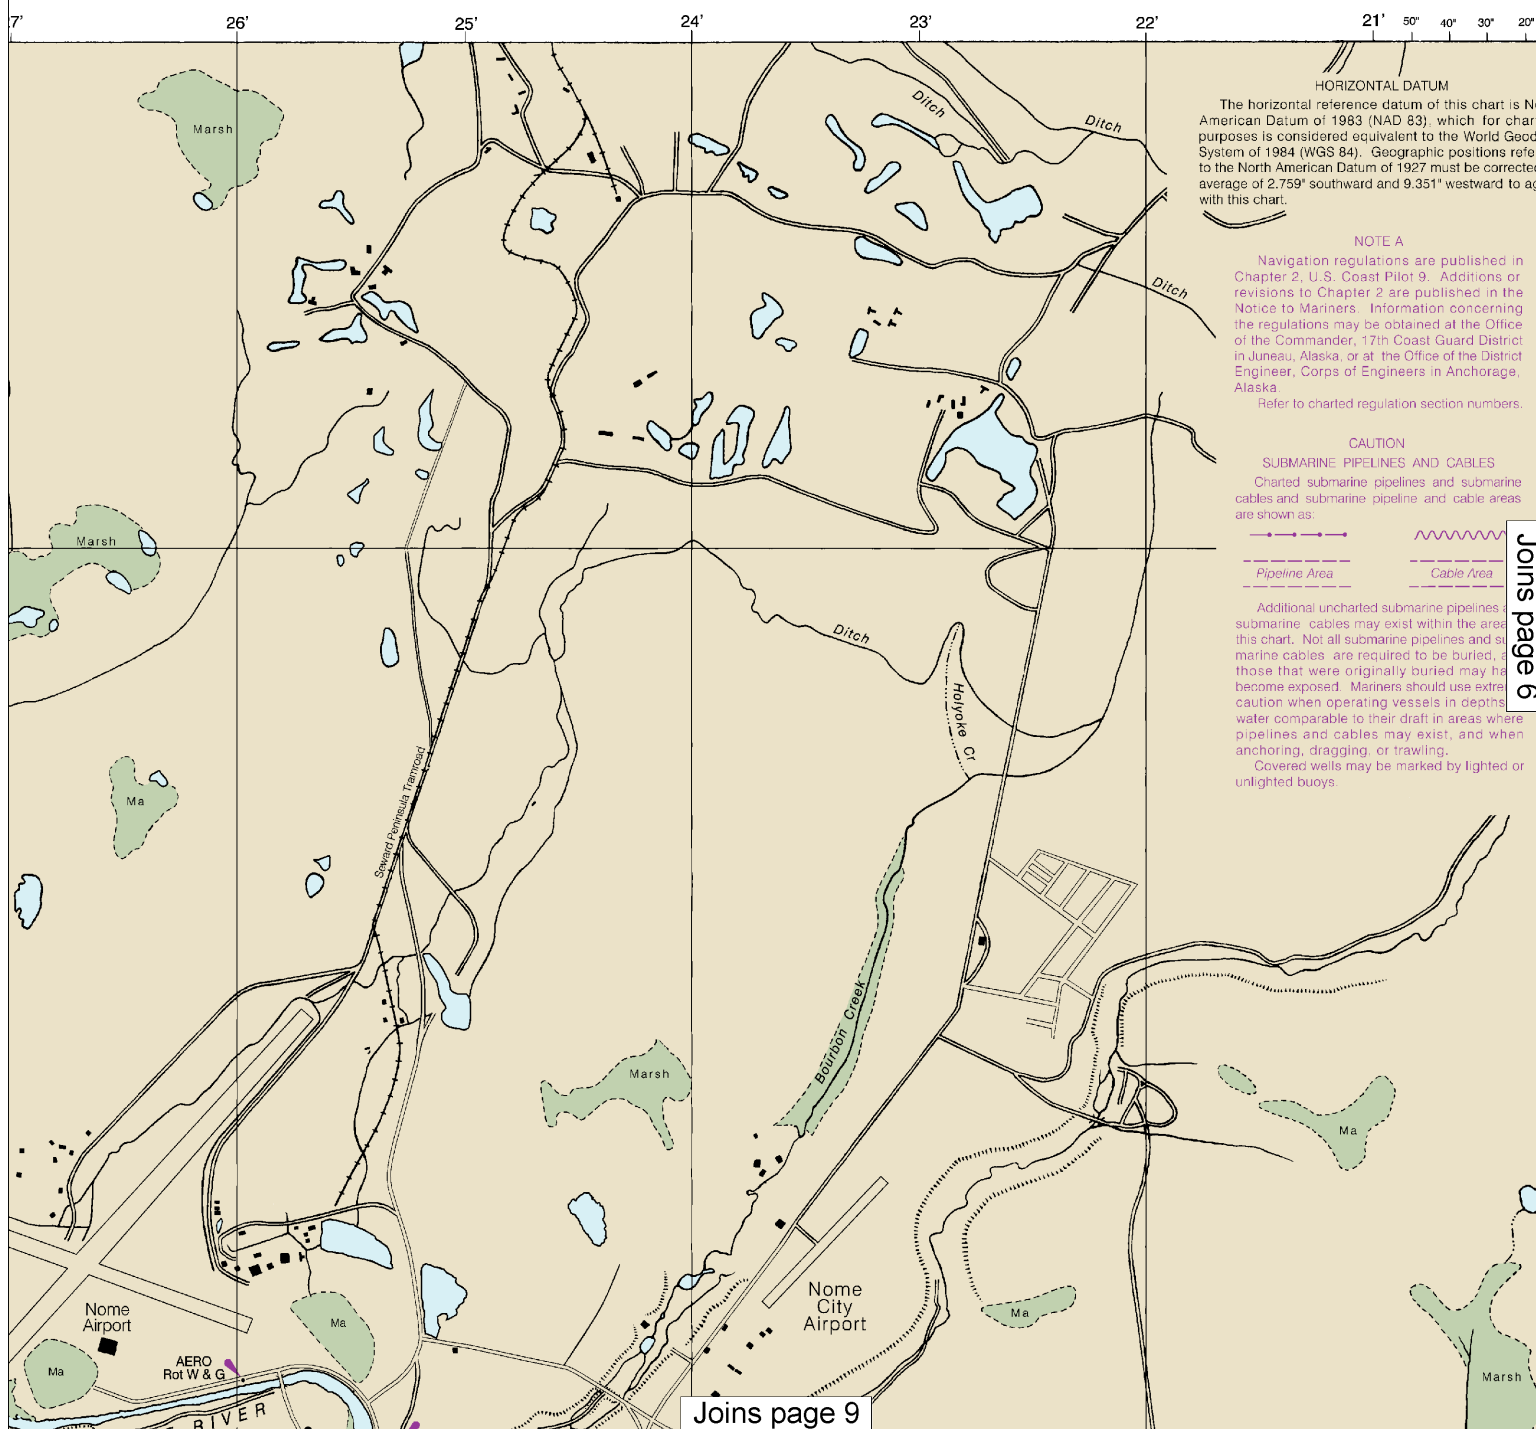 7'
26'
25'
24'
23'
22'
21'
50"
40"
30"
20"
HORIZONTAL DATUM
The horizontal reference datum of this chart is
American Datum of 1983 (NAD 83), which for
purposes is considered equivalent to the World
System of 1984 (WGS 84). Geographic positions
to the North American Datum of 1927 must be corrected
average of 2.759" southward and 9.351" westward to
with this chart.
NOTE A
Navigation regulations are published in
Chapter 2, U.S. Coast Pilot 9. Additions or
revisions to Chapter 2 are published in the
Notice to Mariners. Information concerning
the regulations may be obtained at the Office
of the Commander, 17th Coast Guard District
in Juneau, Alaska, or at the Office of the District
Engineer, Corps of Engineers in Anchorage,
Alaska.
Refer to charted regulation section numbers.
CAUTION
SUBMARINE PIPELINES AND CABLES
Charted submarine pipelines and submarine
cables and submarine pipeline and cable areas
are shown as:
Pipeline Area
Cable Area
Additional uncharted submarine pipelines
submarine cables may exist within the area
this chart. Not all submarine pipelines and
marine cables are required to be buried,
those that were originally buried may
become exposed. Mariners should use
caution when operating vessels in depths
water comparable to their draft in areas where
pipelines and cables may exist, and when
anchoring, dragging, or trawling.
Covered wells may be marked by lighted or
unlighted buoys.
Joins page 6
Marsh
Ditch
Ditch
Ditch
Marsh
Ditch
Holyoke Cr
Seward Peninsula Tramroad
Ma
Bourbon Creek
Marsh
Ma
Nome
Airport
Ma
Ma
AERO
Rot W & G
RIVER
Nome
City
Airport
Ma
Marsh
Joins page 9